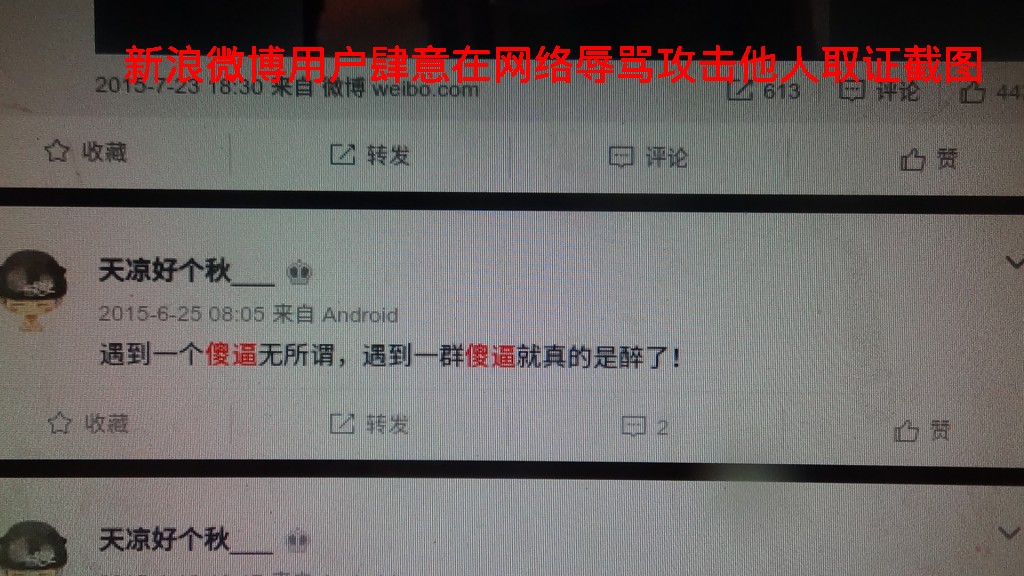 新浪微博用户肆意在网络辱骂攻击他人取证截图
2015-7-23 18:30 来自 微博 weibo.com 613 评论 44
收藏 转发 评论 赞
天凉好个秋___
2015-6-25 08:05 来自 Android
遇到一个傻逼无所谓，遇到一群傻逼就真的是醉了！
收藏 转发 2 赞
天凉好个秋___